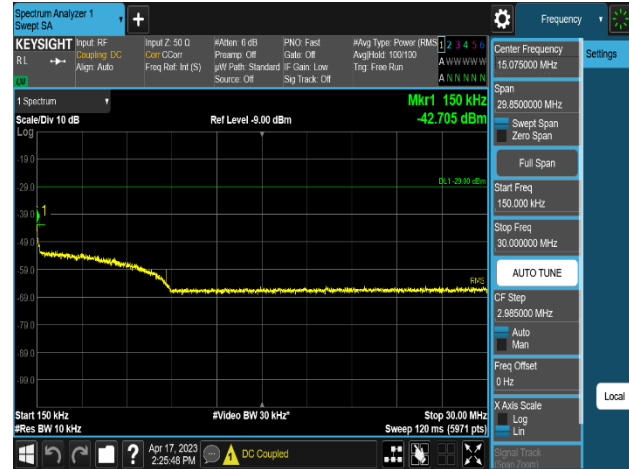 Spectrum Analyzer 1
Swept SA
Frequency
KEYSIGHT
Input: RF
Input Z: 50 Ω
#Atten: 6 dB
PNO: Fast
#Avg Type: Power (RMS
1 2 3 4 5 6
RL
Coupling: DC
Corr CCorr
Preamp: Off
Gate: Off
Avg|Hold: 100/100
A W W W W W
Align: Auto
Freq Ref: Int (S)
µW Path: Standard
IF Gain: Low
Trig: Free Run
Source: Off
Sig Track: Off
A N N N N N
1 Spectrum
Mkr1 150 kHz
Scale/Div 10 dB
Ref Level -9.00 dBm
-42.705 dBm
Log
-19.0
DL1 -29.00 dBm
-29.0
1
-39.0
-49.0
RMS
-59.0
-69.0
-79.0
-89.0
-99.0
Start 150 kHz
#Video BW 30 kHz*
Stop 30.00 MHz
#Res BW 10 kHz
Sweep 120 ms (5971 pts)
Apr 17, 2023
2:25:48 PM
DC Coupled
Center Frequency
15.075000 MHz
Settings
Span
29.8500000 MHz
Swept Span
Zero Span
Full Span
Start Freq
150.000 kHz
Stop Freq
30.000000 MHz
AUTO TUNE
CF Step
2.985000 MHz
Auto
Man
Freq Offset
0 Hz
Local
X Axis Scale
Log
Lin
Signal Track
(Span Zoom)